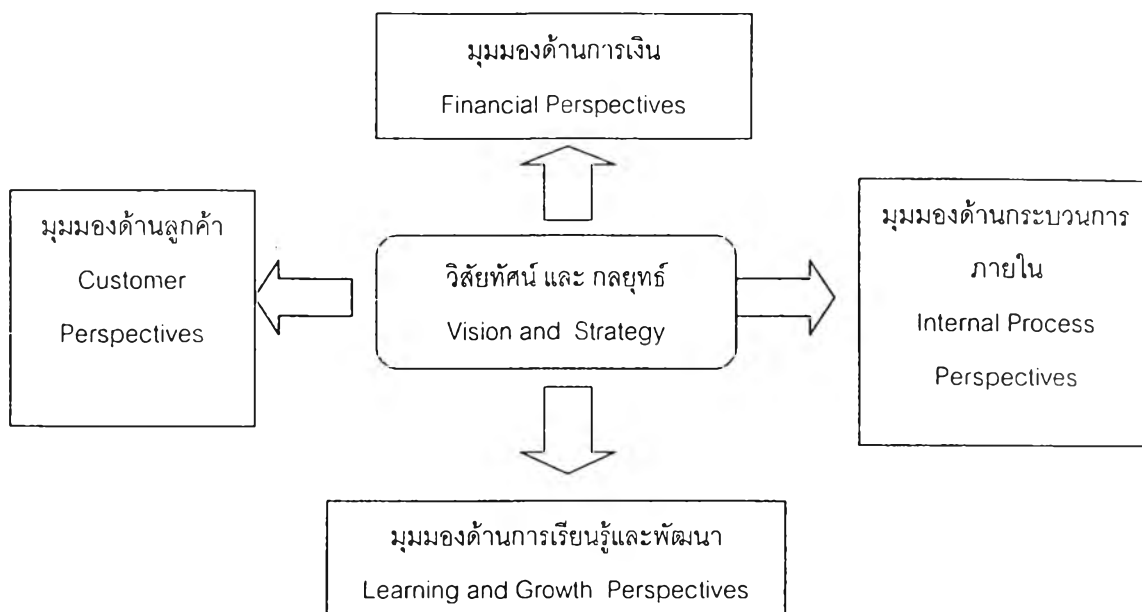 มุมมองด้านการเงิน
Financial Perspectives
มุมมองด้านลูกค้า
Customer
Perspectives
วิสัยทัศน์ และ กลยุทธ์
Vision and Strategy
มุมมองด้านกระบวนการ
ภายใน
Internal Process
Perspectives
มุมมองด้านการเรียนรู้และพัฒนา
Learning and Growth Perspectives